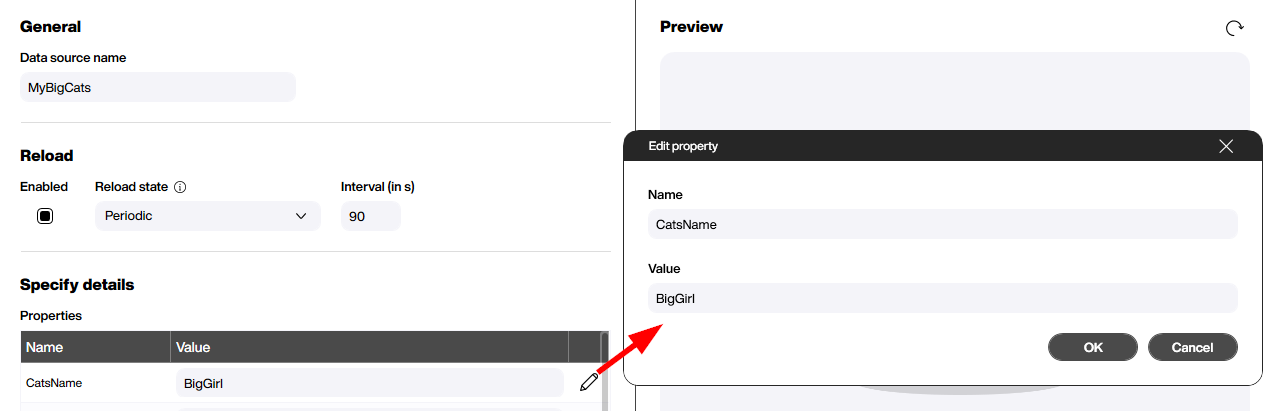 General
Data source name
MyBigCats
Reload
Enabled
Reload state
Interval (in s)
Periodic
90
Specify details
Properties
Name
Value
CatsName
BigGirl
Preview
Edit property
Name
CatsName
Value
BigGirl
OK
Cancel